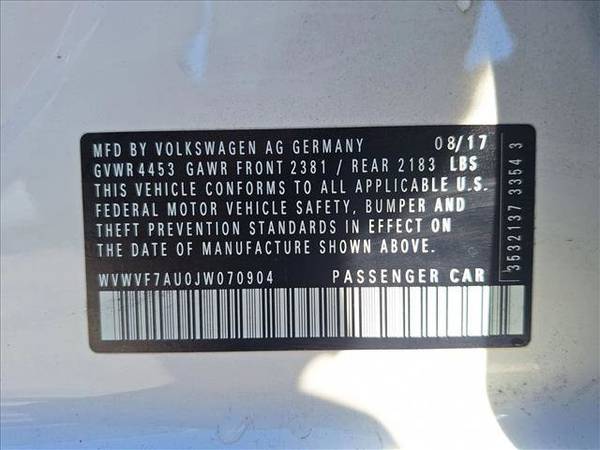 MFD BY VOLKSWAGEN AG GERMANY 08/17
GVWR 4453 GAWR FRONT 2381 / REAR 2183 LBS
THIS VEHICLE CONFORMS TO ALL APPLICABLE U.S.
FEDERAL MOTOR VEHICLE SAFETY, BUMPER AND
THEFT PREVENTION STANDARDS IN EFFECT ON
THE DATE OF MANUFACTURE SHOWN ABOVE.
WVWVF7AU0JW070904 PASSENGER CAR
3532137 3354 3